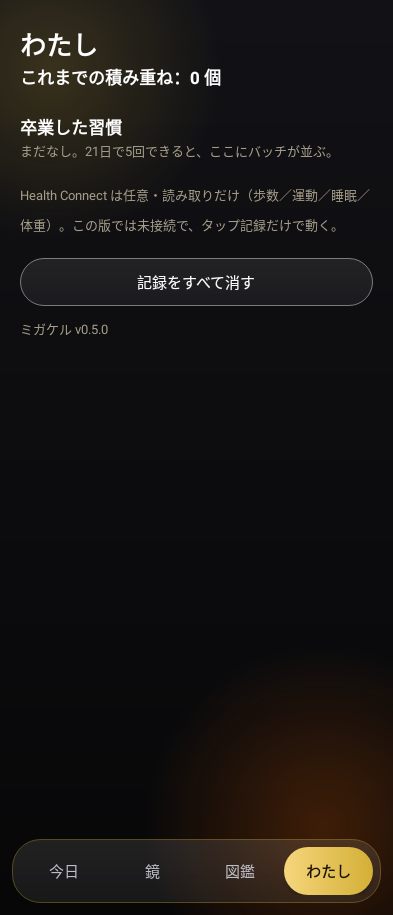 わたし
これまでの積み重ね: 0 個
卒業した習慣
まだなし。21日で5回できると、ここにバッチが並ぶ。
Health Connect は任意・読み取りだけ（歩数／運動／睡眠／
体重）。この版では未接続で、タップ記録だけで動く。
記録をすべて消す
ミガケル v0.5.0
今日 鏡 図鑑 わたし